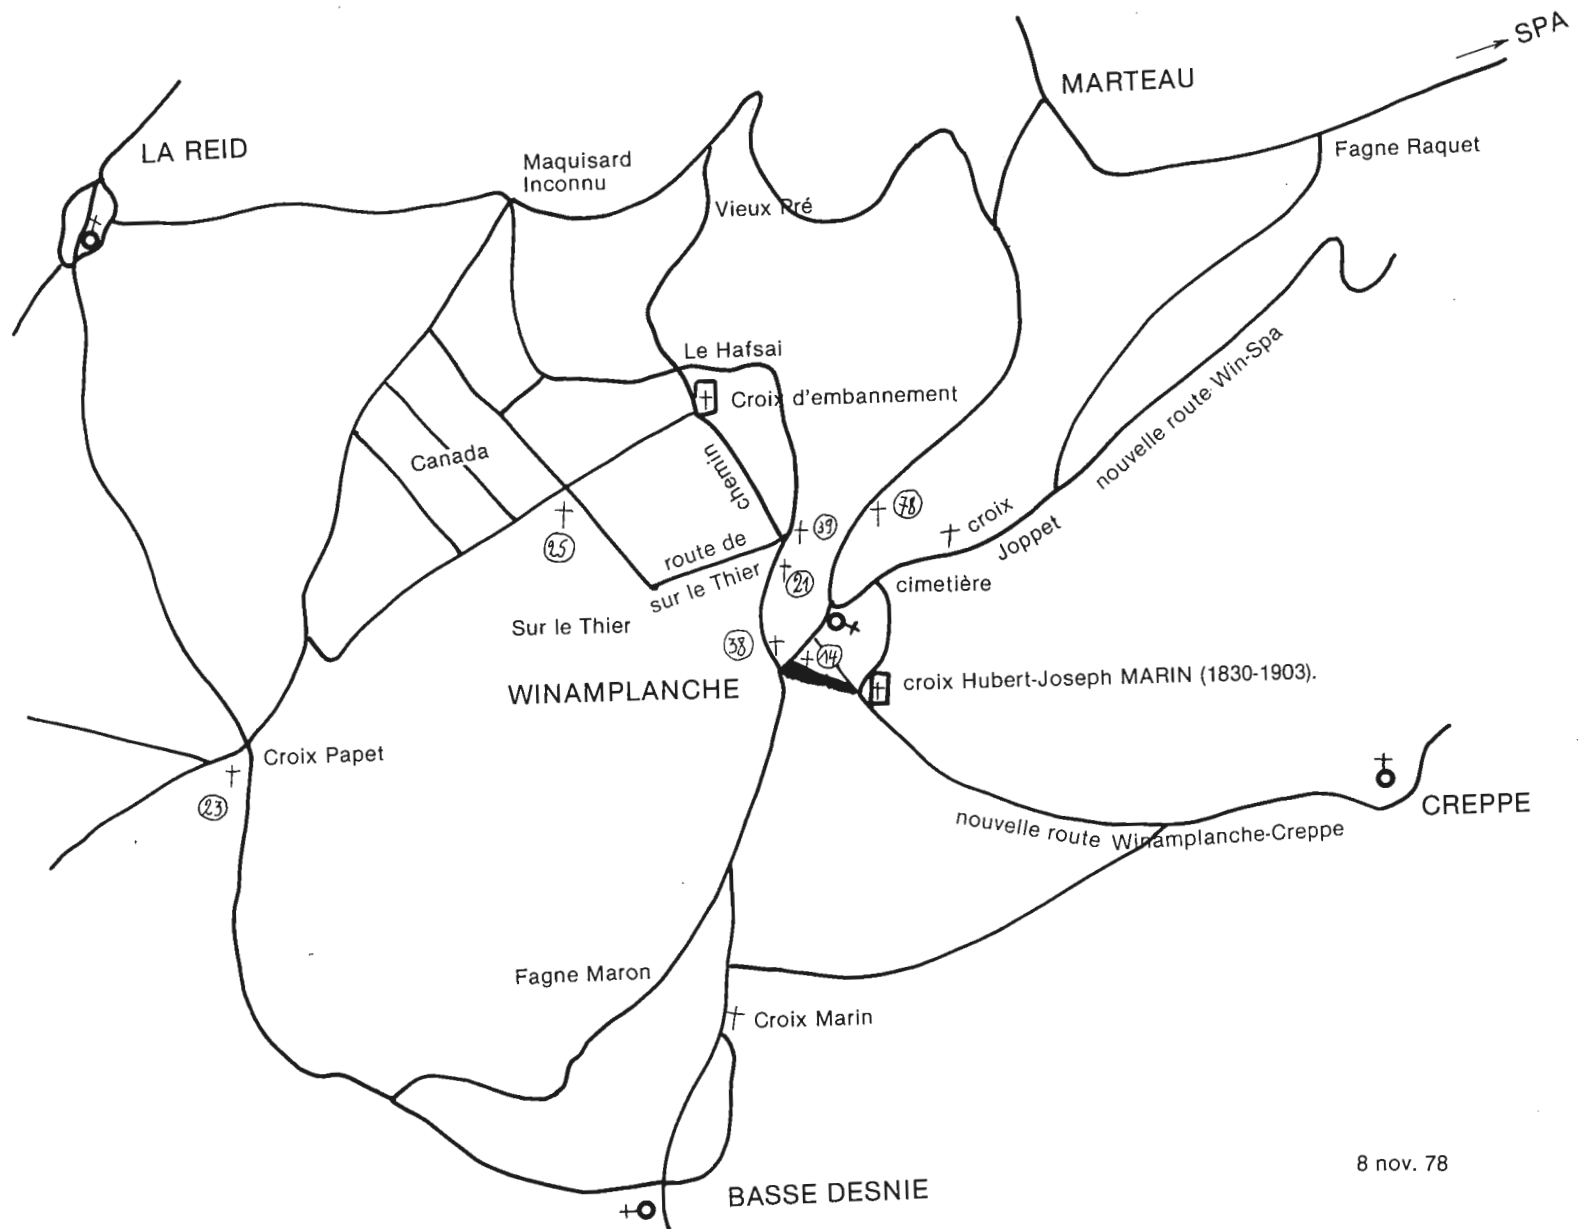 SPA
MARTEAU
LA REID
Fagne Raquet
Maquisard
Inconnu
Vieux Pré
Le Hafsai
Croix d'embannement
nouvelle route Win-Spa
Canada
chemin
78
croix
Joppet
39
25
route de
sur le Thier
21
cimetière
Sur le Thier
38
14
WINAMPLANCHE
croix Hubert-Joseph MARIN (1830-1903).
Croix Papet
23
CREPPE
nouvelle route Winamplanche-Creppe
Fagne Maron
Croix Marin
8 nov. 78
BASSE DESNIE